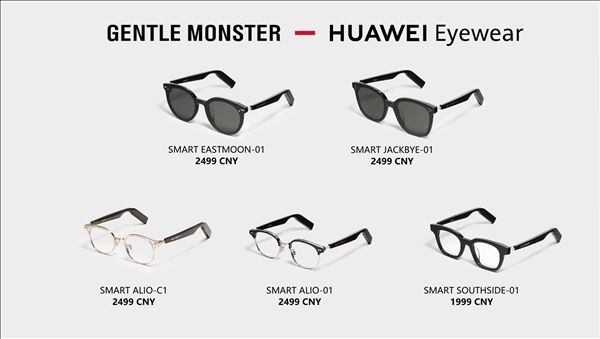 GENTLE MONSTER — HUAWEI Eyewear
SMART EASTMOON-01
2499 CNY
SMART JACKBYE-01
2499 CNY
SMART ALIO-C1
2499 CNY
SMART ALIO-01
2499 CNY
SMART SOUTHSIDE-01
1999 CNY